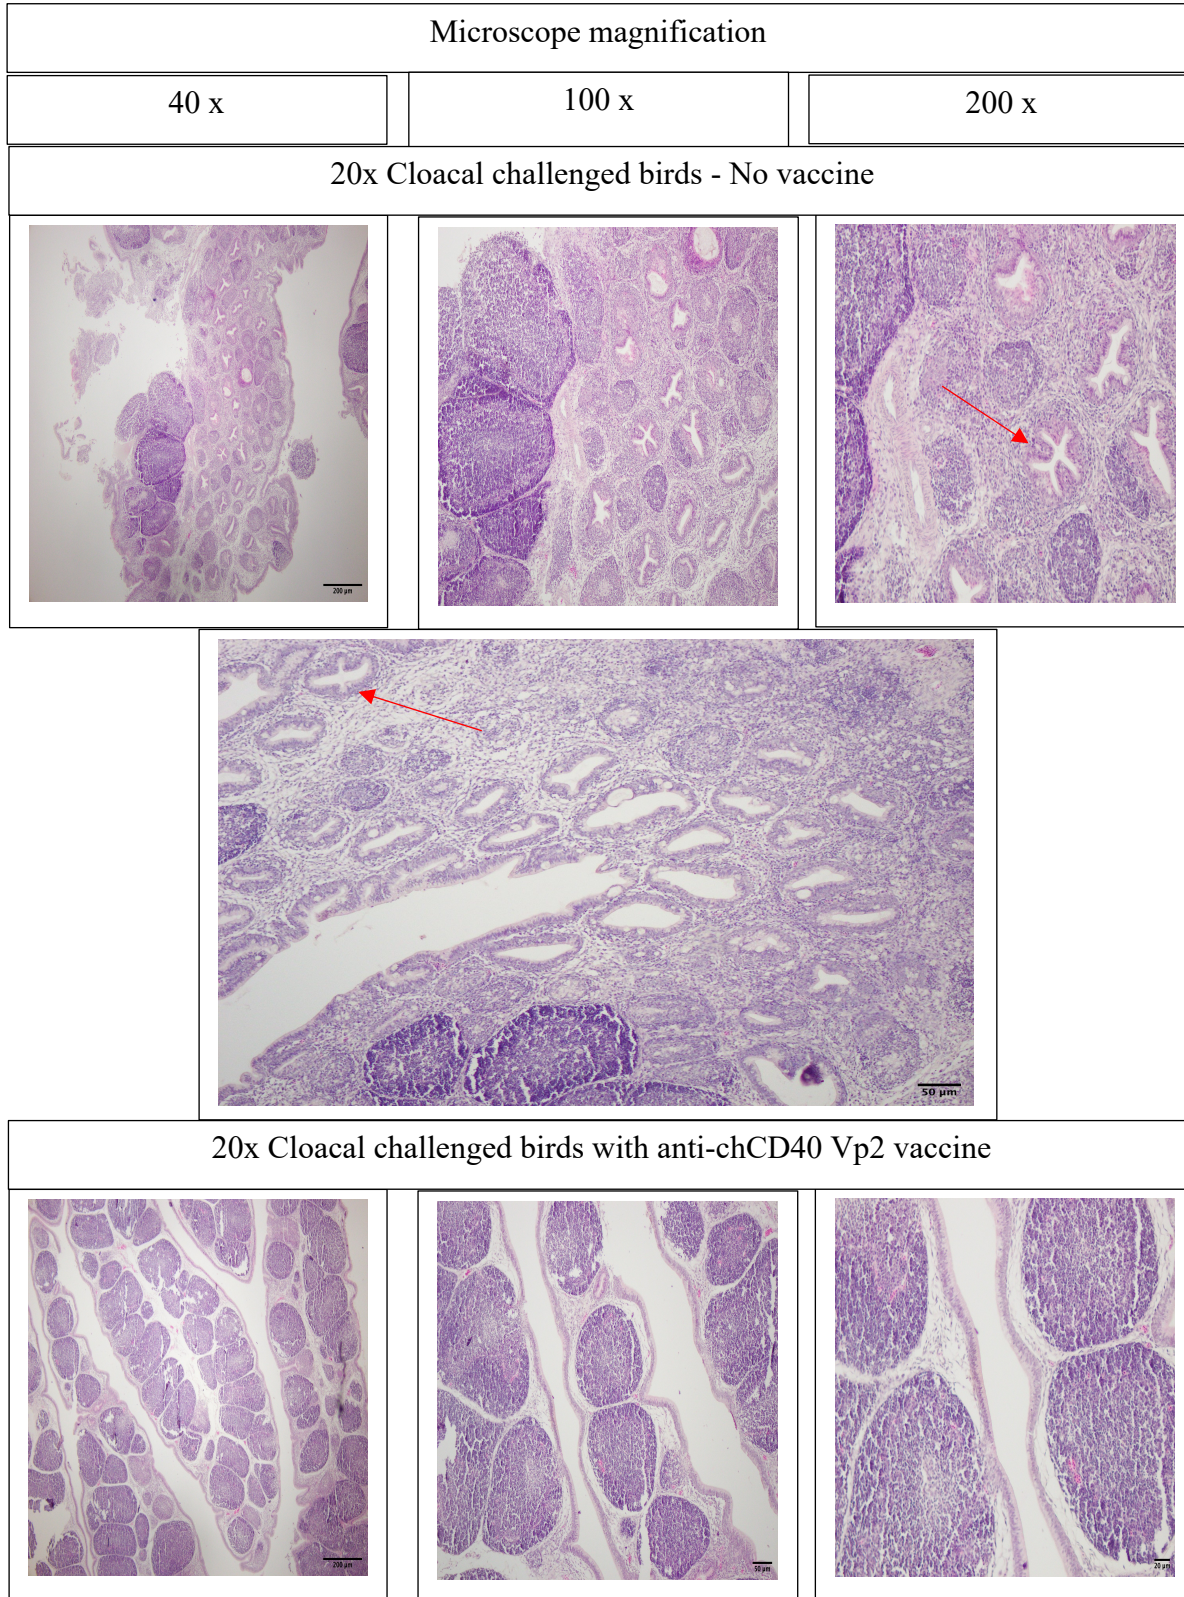 Microscope magnification
40 x
100 x
200 x
20x Cloacal challenged birds - No vaccine
200 µm
50 µm
20x Cloacal challenged birds with anti-chCD40 Vp2 vaccine
200 µm
50 µm
20 µm